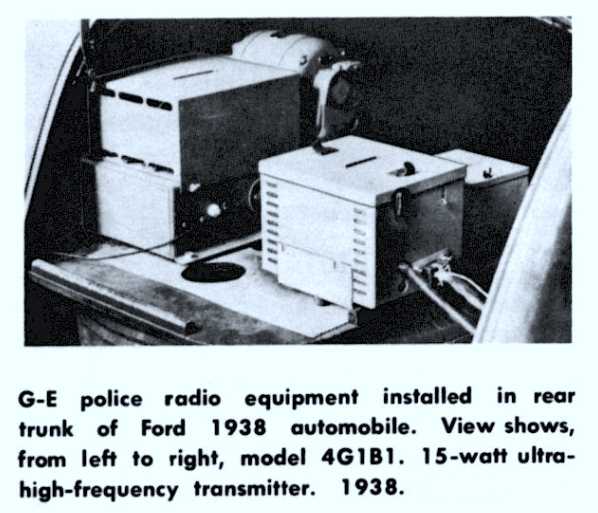 G-E police radio equipment installed in rear
trunk of Ford 1938 automobile. View shows,
from left to right, model 4G1B1. 15-watt ultra-
high-frequency transmitter. 1938.